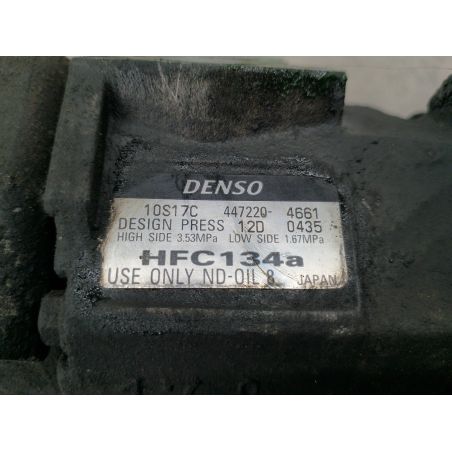 DENSO
10S17C 447220- 4661
DESIGN PRESS 12D 0435
HIGH SIDE 3.53MPa LOW SIDE 1.67MPa
HFC134a
USE ONLY ND-OIL 8 JAPAN